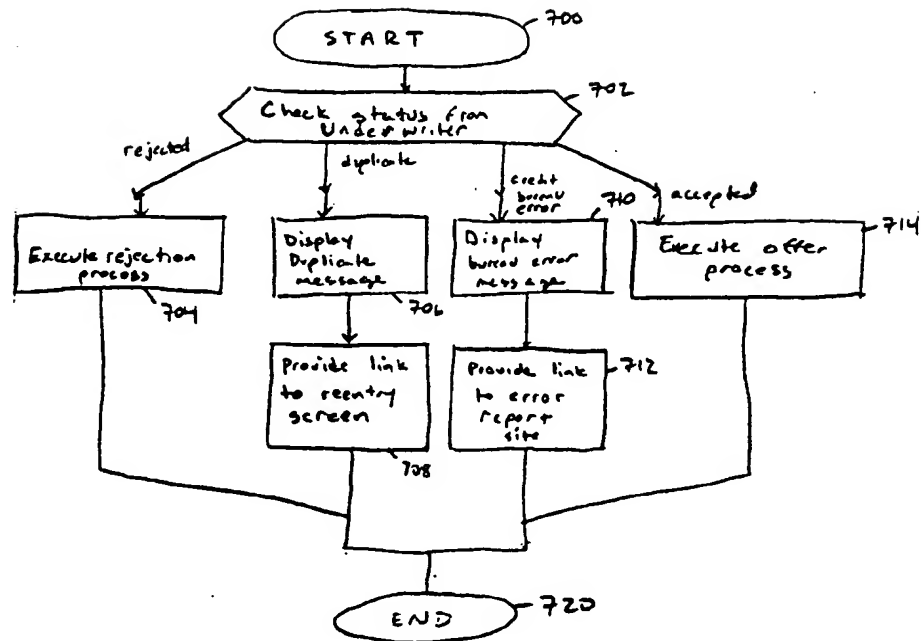 700
START
702
Check status from
Underwriter
rejected
duplicate
credit
bureau
error
accepted
Execute rejection
process
704
Display
Duplicate
message
706
710
Display
bureau error
message
714
Execute offer
process
Provide link
to reentry
screen
708
Provide link
to error
report
site
712
END
720